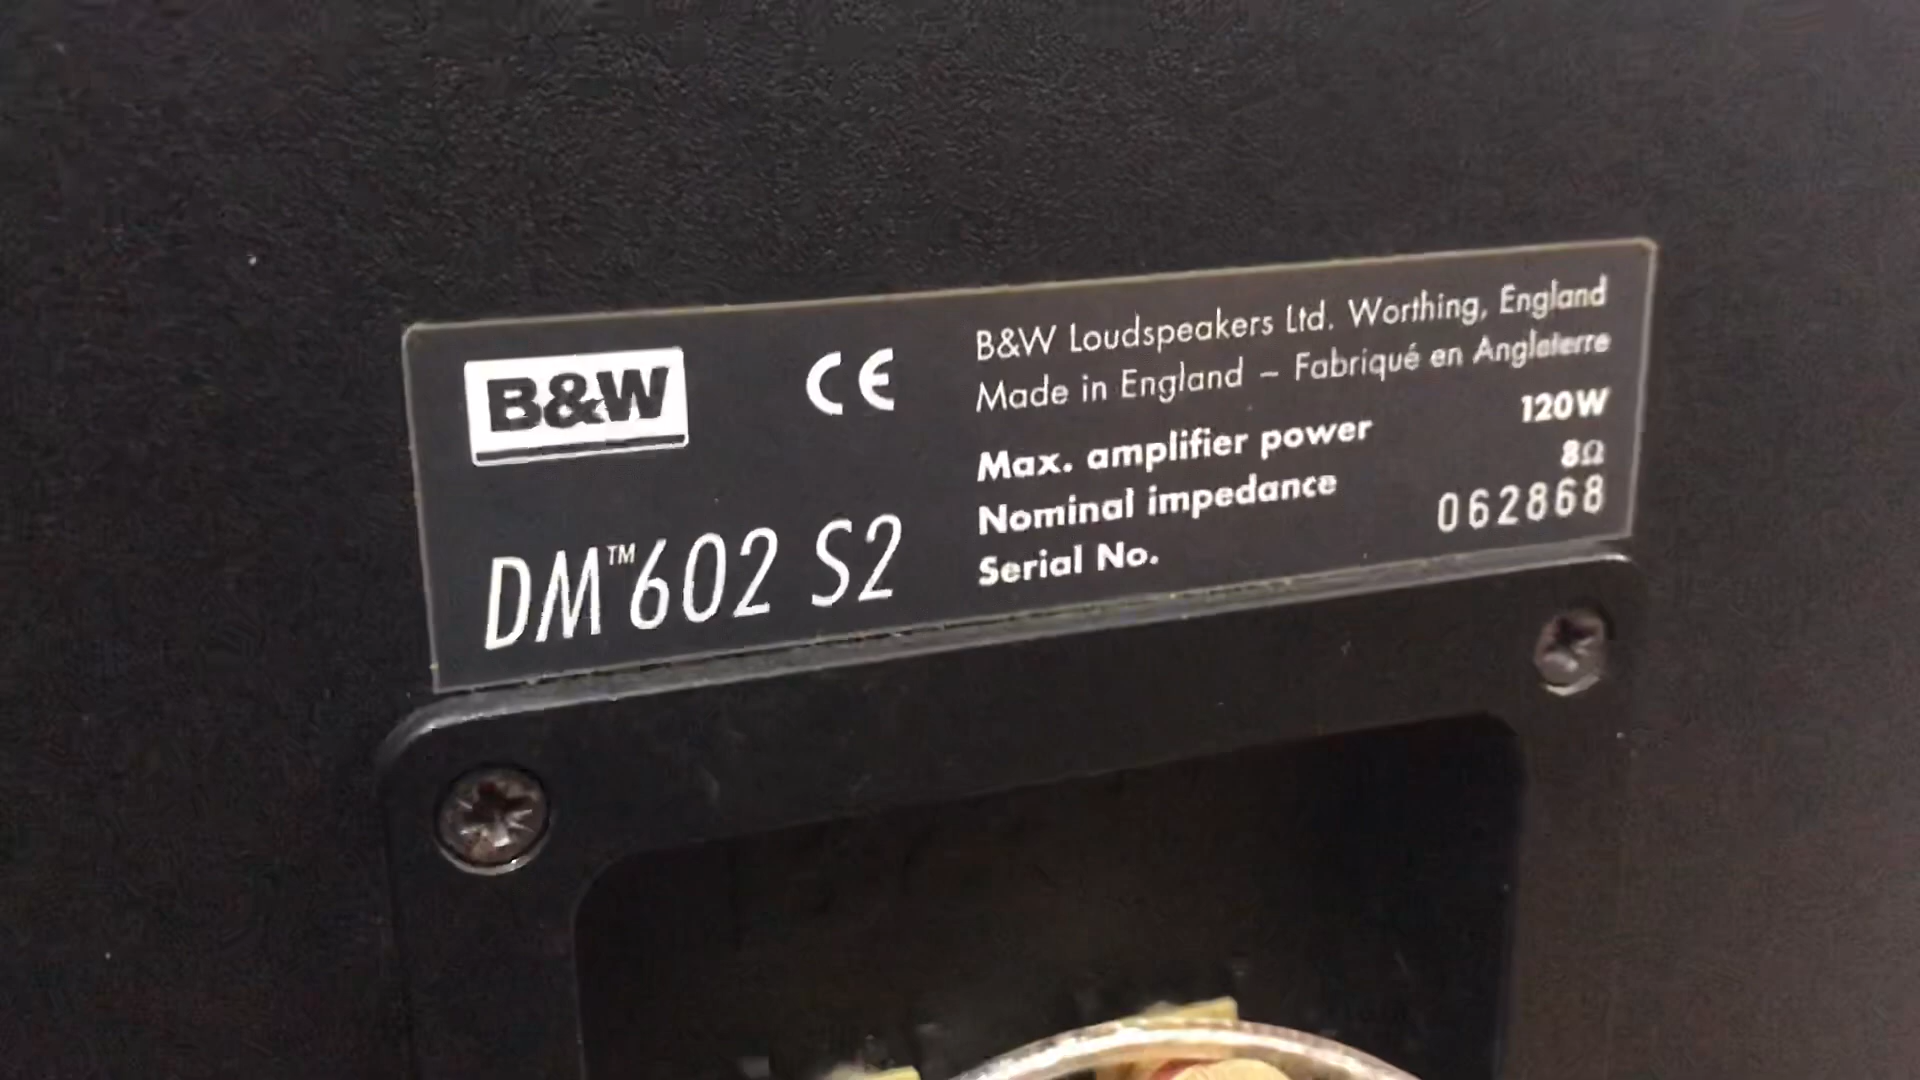 B&W
CE
DM™602 S2
B&W Loudspeakers Ltd. Worthing, England
Made in England – Fabriqué en Angleterre
Max. amplifier power 120W
Nominal impedance 8Ω
Serial No. 062868